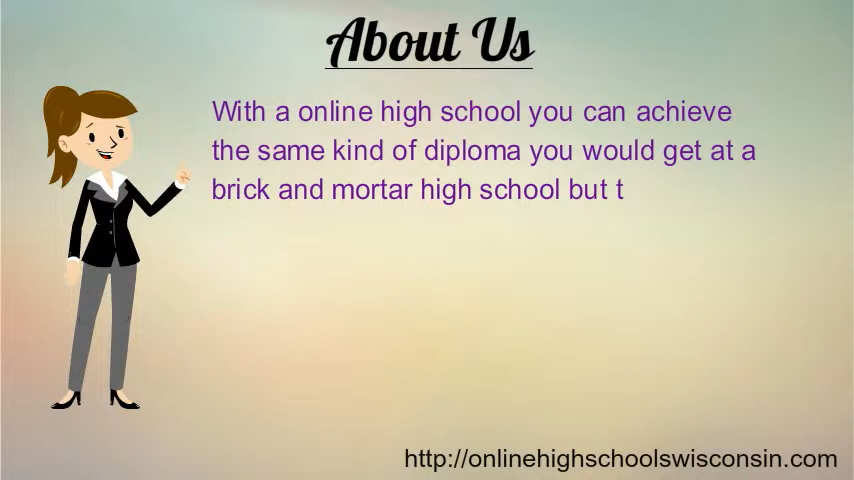 About Us
With a online high school you can achieve
the same kind of diploma you would get at a
brick and mortar high school but t
http://onlinehighschoolswisconsin.com